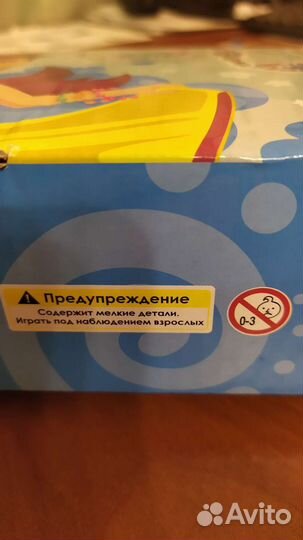 Предупреждение
Содержит мелкие детали.
Играть под наблюдением взрослых
0-3
Avito